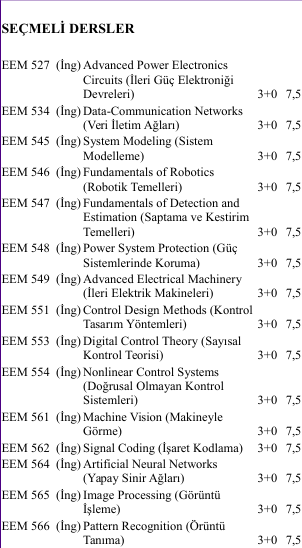 SEÇMELİ DERSLER
EEM 527 (İng) Advanced Power Electronics
Circuits (İleri Güç Elektroniği
Devreleri) 3+0 7,5
EEM 534 (İng) Data-Communication Networks
(Veri İletim Ağları) 3+0 7,5
EEM 545 (İng) System Modeling (Sistem
Modelleme) 3+0 7,5
EEM 546 (İng) Fundamentals of Robotics
(Robotik Temelleri) 3+0 7,5
EEM 547 (İng) Fundamentals of Detection and
Estimation (Saptama ve Kestirim
Temelleri) 3+0 7,5
EEM 548 (İng) Power System Protection (Güç
Sistemlerinde Koruma) 3+0 7,5
EEM 549 (İng) Advanced Electrical Machinery
(İleri Elektrik Makineleri) 3+0 7,5
EEM 551 (İng) Control Design Methods (Kontrol
Tasarım Yöntemleri) 3+0 7,5
EEM 553 (İng) Digital Control Theory (Sayısal
Kontrol Teorisi) 3+0 7,5
EEM 554 (İng) Nonlinear Control Systems
(Doğrusal Olmayan Kontrol
Sistemleri) 3+0 7,5
EEM 561 (İng) Machine Vision (Makineyle
Görme) 3+0 7,5
EEM 562 (İng) Signal Coding (İşaret Kodlama) 3+0 7,5
EEM 564 (İng) Artificial Neural Networks
(Yapay Sinir Ağları) 3+0 7,5
EEM 565 (İng) Image Processing (Görüntü
İşleme) 3+0 7,5
EEM 566 (İng) Pattern Recognition (Örüntü
Tanıma) 3+0 7,5